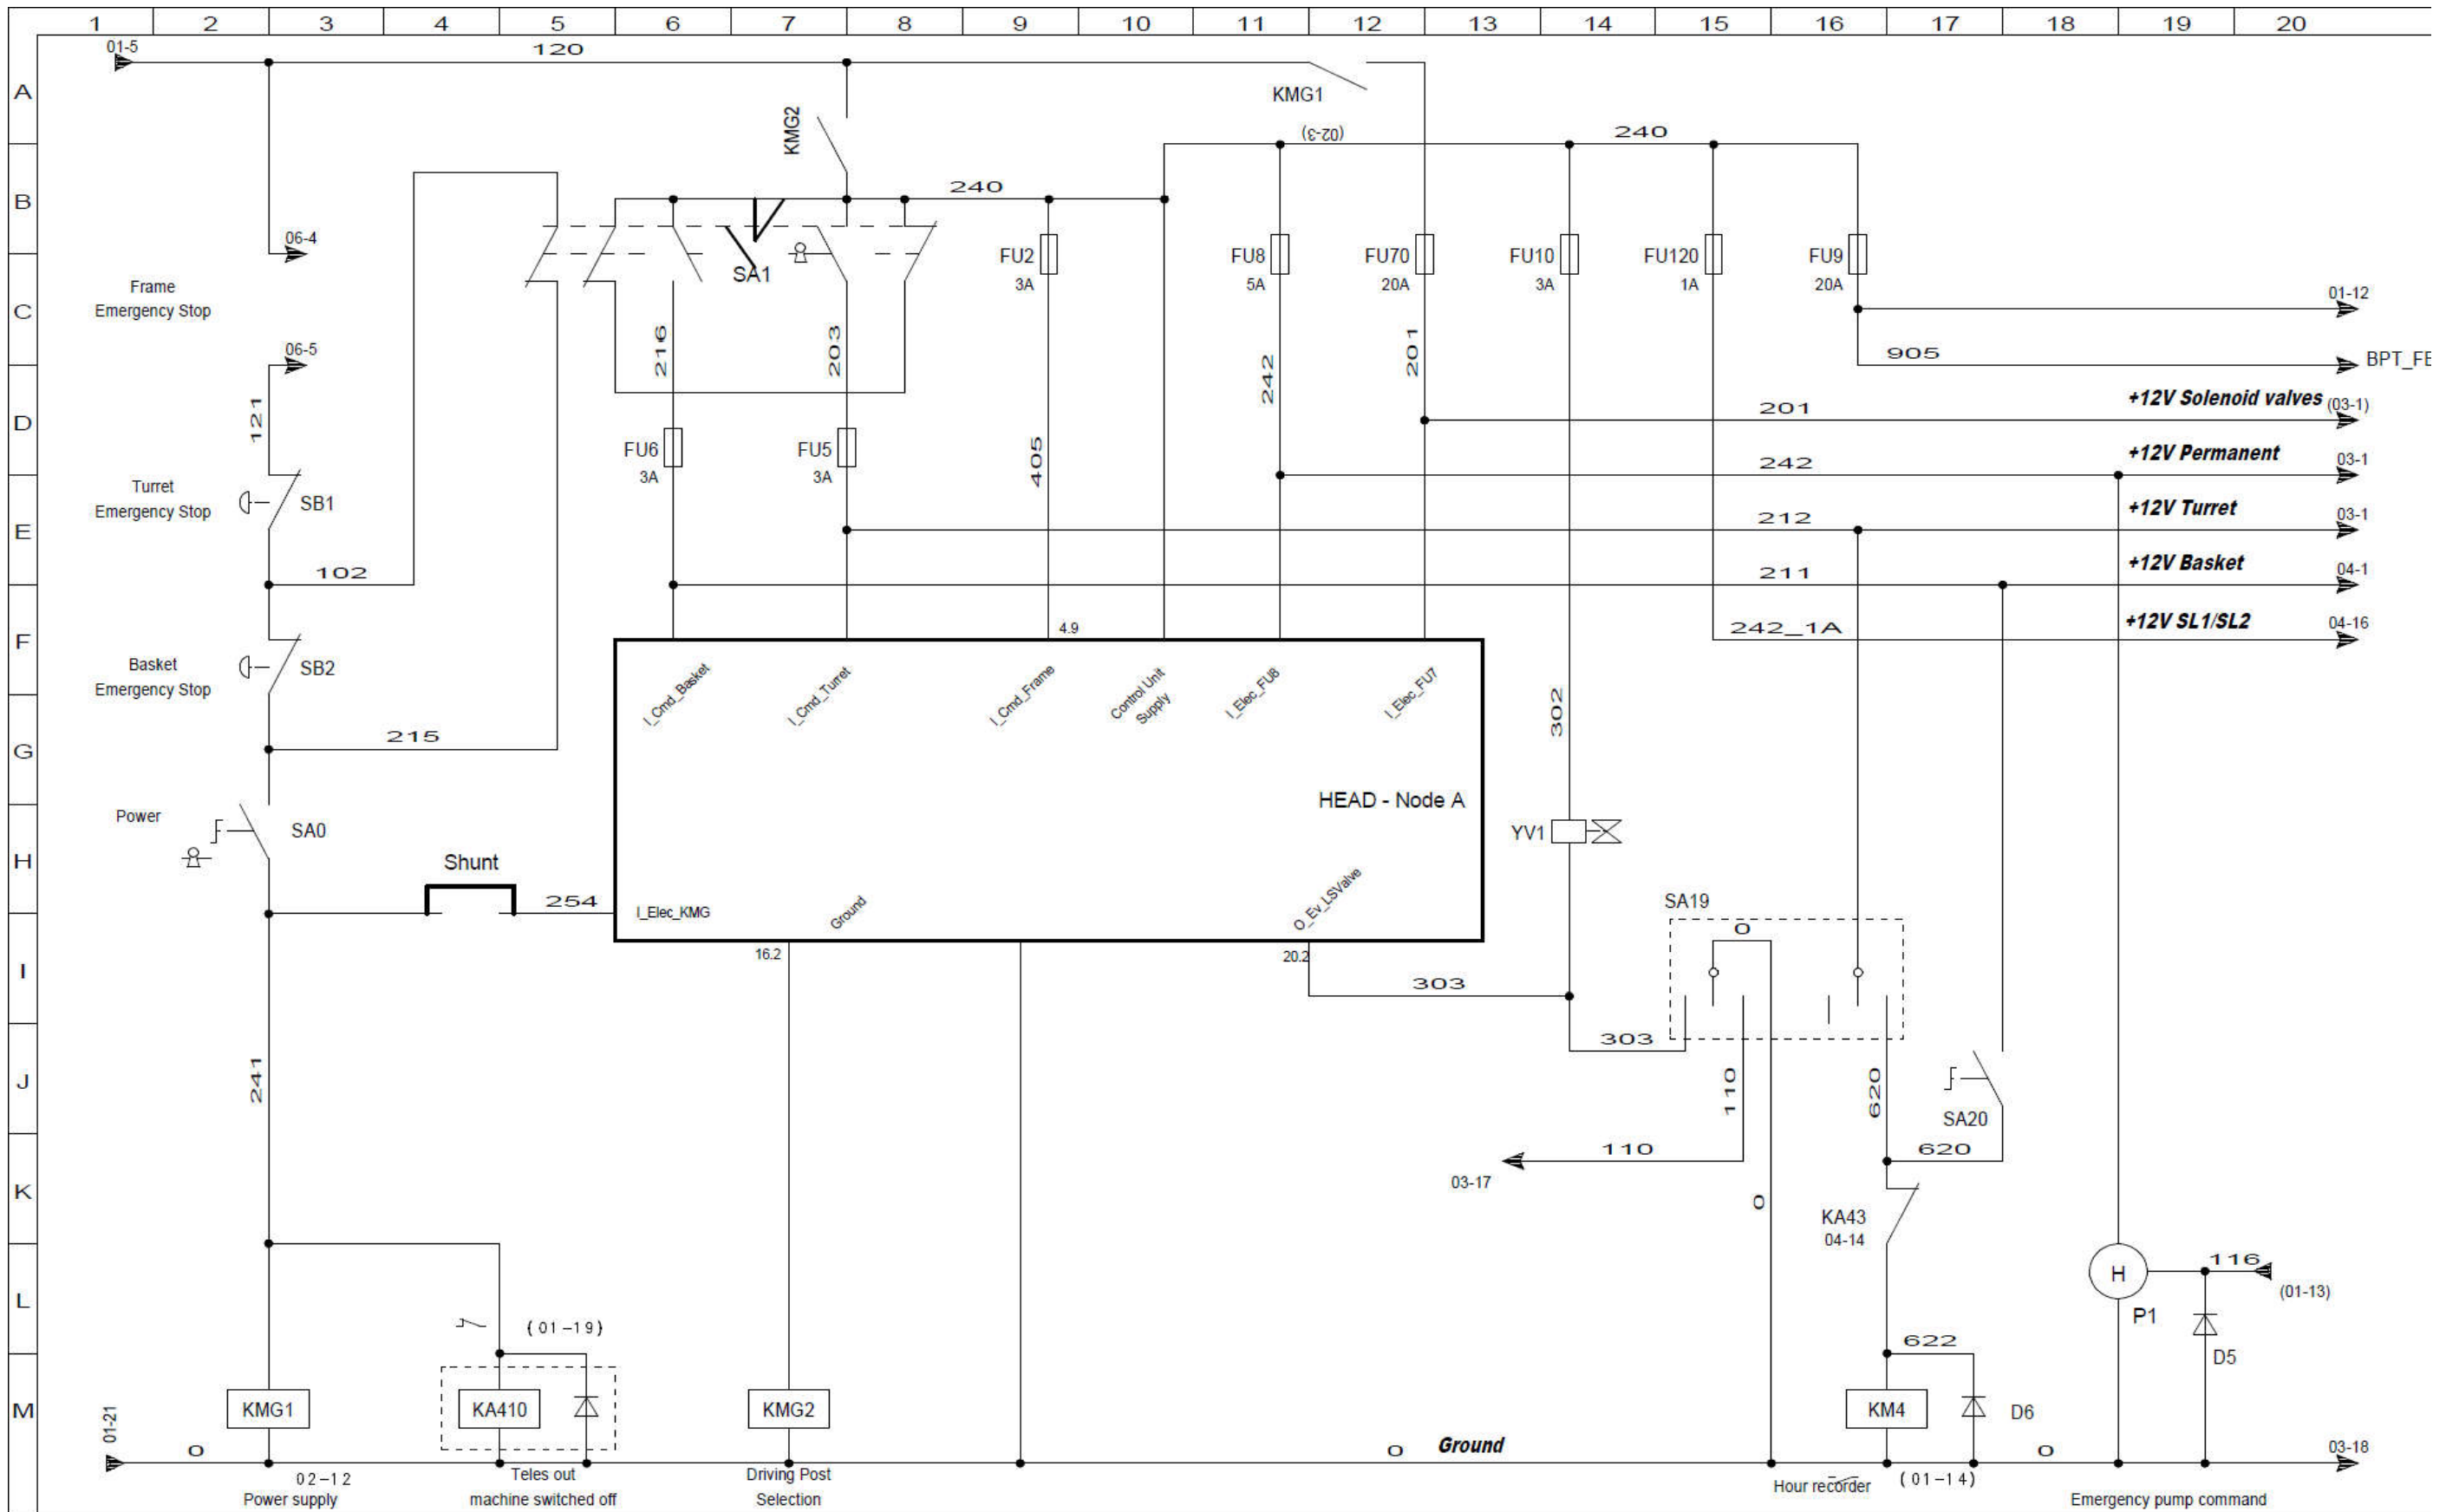 1 2 3 4 5 6 7 8 9 10 11 12 13 14 15 16 17 18 19 20
01-5
120
A
KMG1
KMG2
(02-3)
240
B
240
06-4
FU2
3A
FU8
5A
FU70
20A
FU10
3A
FU120
1A
FU9
20A
SA1
C
Frame
Emergency Stop
01-12
216
203
242
201
06-5
905
BPT_FE
D
121
201
+12V Solenoid valves
(03-1)
FU6
3A
FU5
3A
405
242
+12V Permanent
03-1
Turret
Emergency Stop
SB1
212
+12V Turret
03-1
E
102
211
+12V Basket
04-1
F
4.9
242_1A
+12V SL1/SL2
04-16
Basket
Emergency Stop
SB2
I_Cmd_Basket
I_Cmd_Turret
I_Cmd_Frame
Control Unit
Supply
I_Elec_FU8
I_Elec_FU7
302
G
215
HEAD - Node A
Power
SA0
YV1
H
Shunt
254
I_Elec_KMG
Ground
O_Ev_LSValve
SA19
0
16.2
20.2
I
303
303
J
241
110
620
SA20
110
620
03-17
K
0
KA43
04-14
116
H
(01-13)
L
P1
(01-19)
622
D5
M
01-21
KMG1
KA410
KMG2
KM4
D6
0
0
Ground
0
03-18
02-12
Power supply
Teles out
machine switched off
Driving Post
Selection
Hour recorder
(01-14)
Emergency pump command